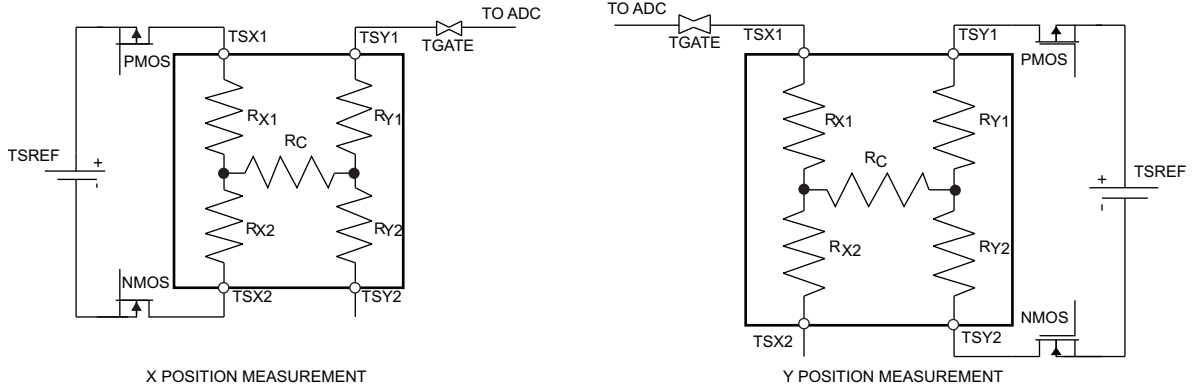 TO ADC
TSX1
TSY1
TGATE
PMOS
RX1
RY1
RC
TSREF
+
-
RX2
RY2
NMOS
TSX2
TSY2
X POSITION MEASUREMENT
TO ADC
TGATE
TSX1
TSY1
PMOS
RX1
RY1
RC
TSREF
+
-
RX2
RY2
NMOS
TSX2
TSY2
Y POSITION MEASUREMENT